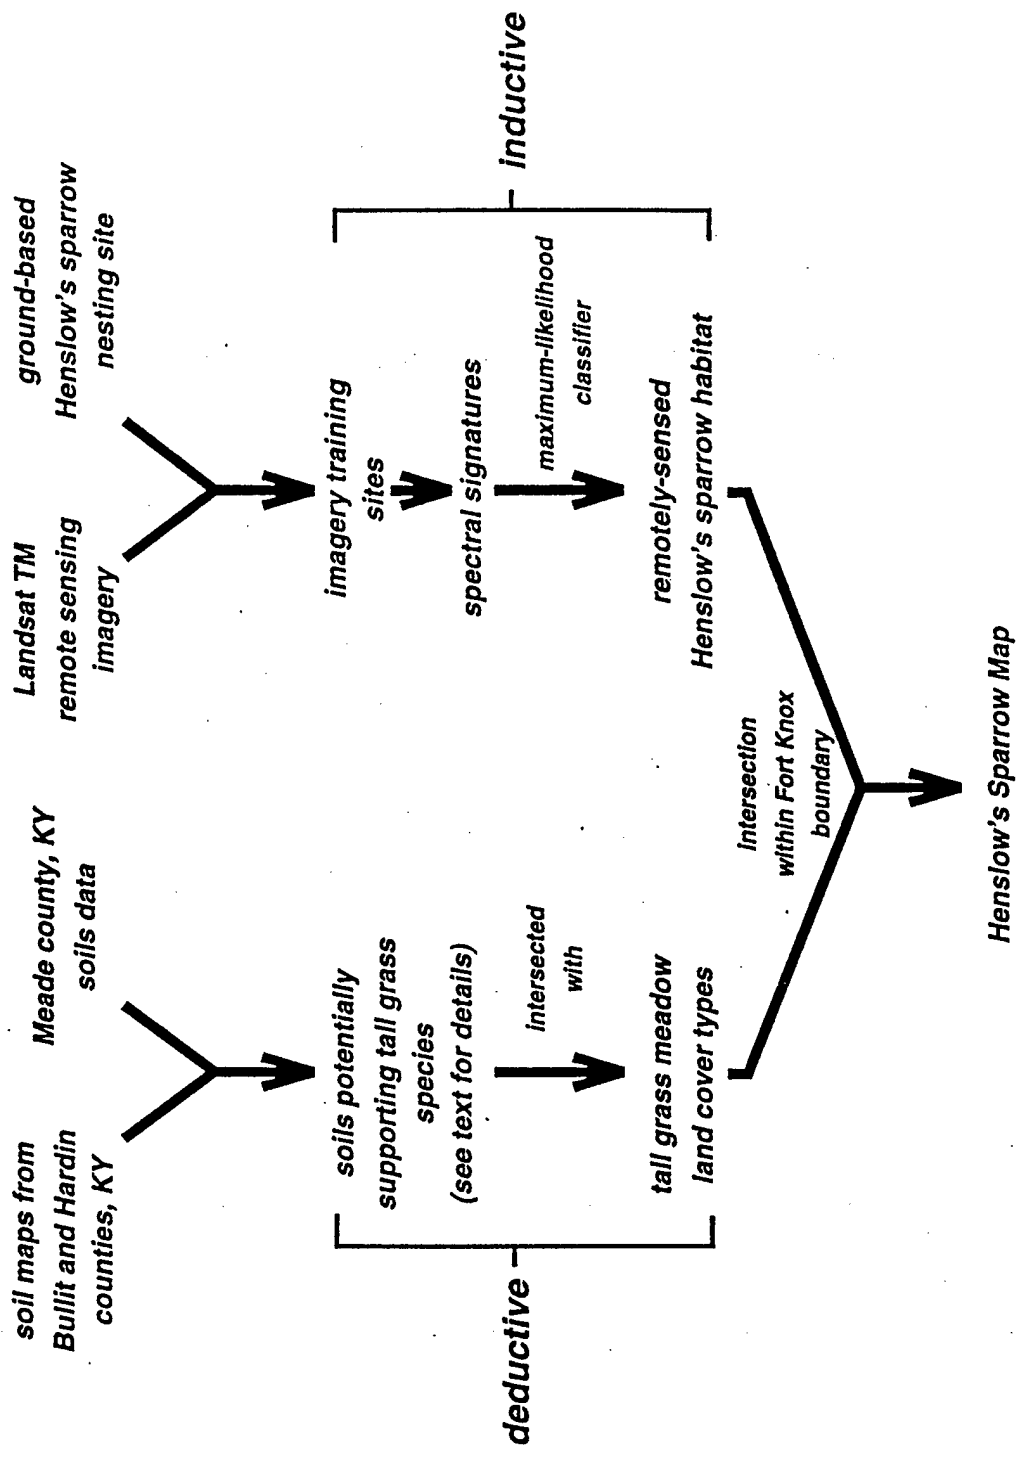 soil maps from
Bullit and Hardin
counties, KY
Meade county, KY
soils data
Landsat TM
remote sensing
imagery
ground-based
Henslow's sparrow
nesting site
deductive
soils potentially
supporting tall grass
species
(see text for details)
intersected
with
tall grass meadow
land cover types
imagery training
sites
spectral signatures
maximum-likelihood
classifier
remotely-sensed
Henslow's sparrow habitat
inductive
intersection
within Fort Knox
boundary
Henslow's Sparrow Map